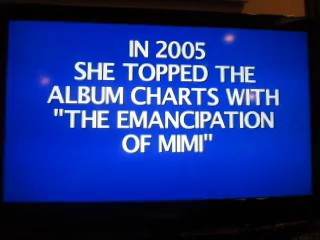 IN 2005
SHE TOPPED THE
ALBUM CHARTS WITH
"THE EMANCIPATION
OF MIMI"